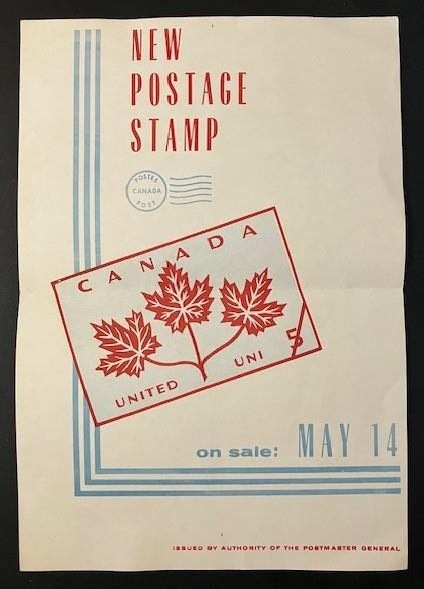 NEW
POSTAGE
STAMP
POSTES
CANADA
POST
CANADA
UNITED UNI 5
on sale: MAY 14
ISSUED BY AUTHORITY OF THE POSTMASTER GENERAL